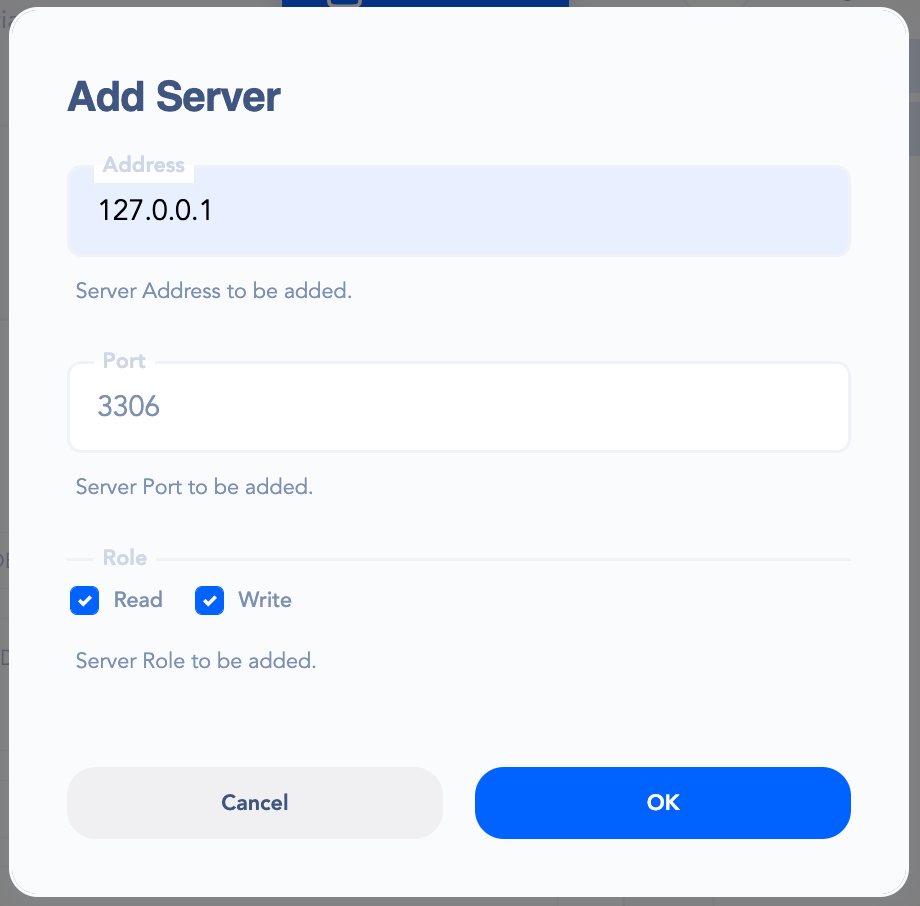 Add Server
Address
127.0.0.1
Server Address to be added.
Port
3306
Server Port to be added.
Role
Read Write
Server Role to be added.
Cancel OK